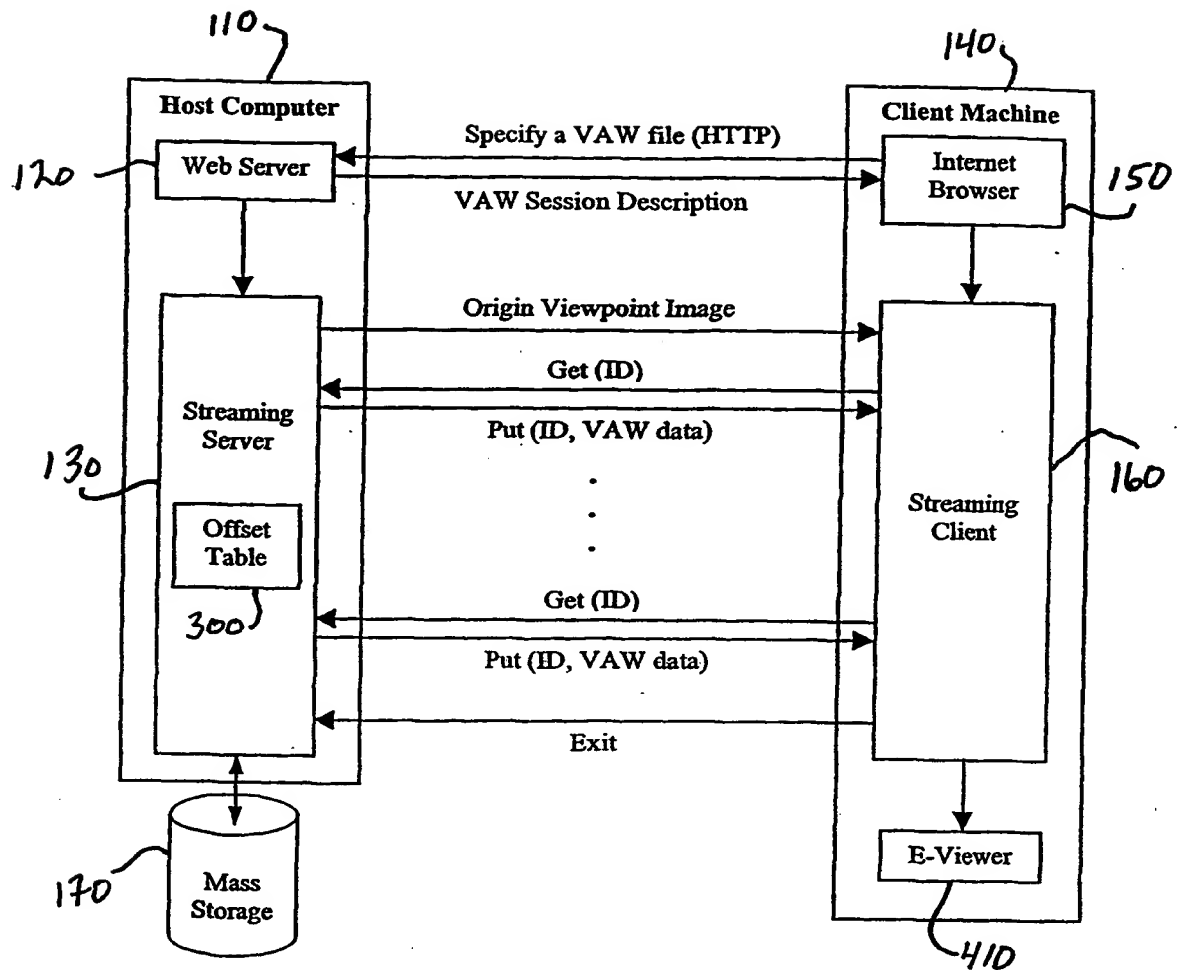 110
140
Host Computer
Client Machine
Specify a VAW file (HTTP)
120
Web Server
Internet
Browser
150
VAW Session Description
Origin Viewpoint Image
Get (ID)
Streaming
Server
Put (ID, VAW data)
130
160
Streaming
Client
Offset
Table
300
Get (ID)
Put (ID, VAW data)
Exit
E-Viewer
170
Mass
Storage
410